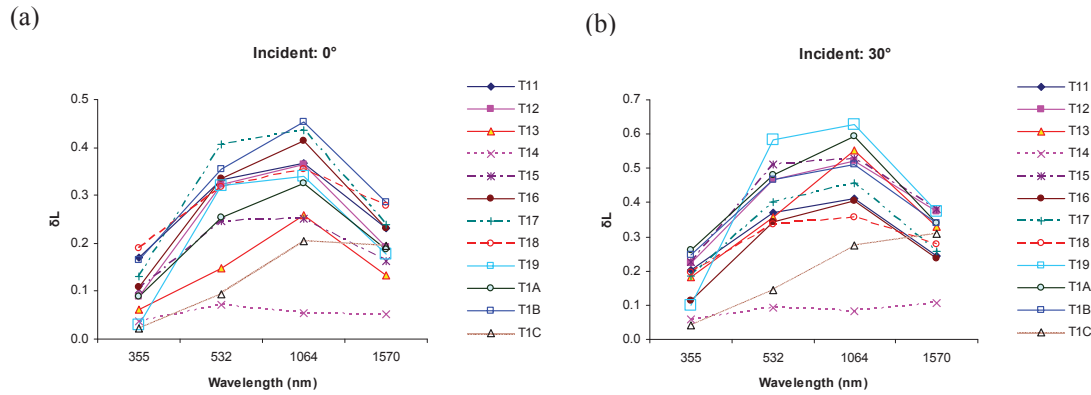 (a)
Incident: 0°
0.5
0.4
0.3
0.2
0.1
0.0
δL
355 532 1064 1570
Wavelength (nm)
T11
T12
T13
T14
T15
T16
T17
T18
T19
T1A
T1B
T1C
(b)
Incident: 30°
0.7
0.6
0.5
0.4
0.3
0.2
0.1
0.0
δL
355 532 1064 1570
Wavelength (nm)
T11
T12
T13
T14
T15
T16
T17
T18
T19
T1A
T1B
T1C